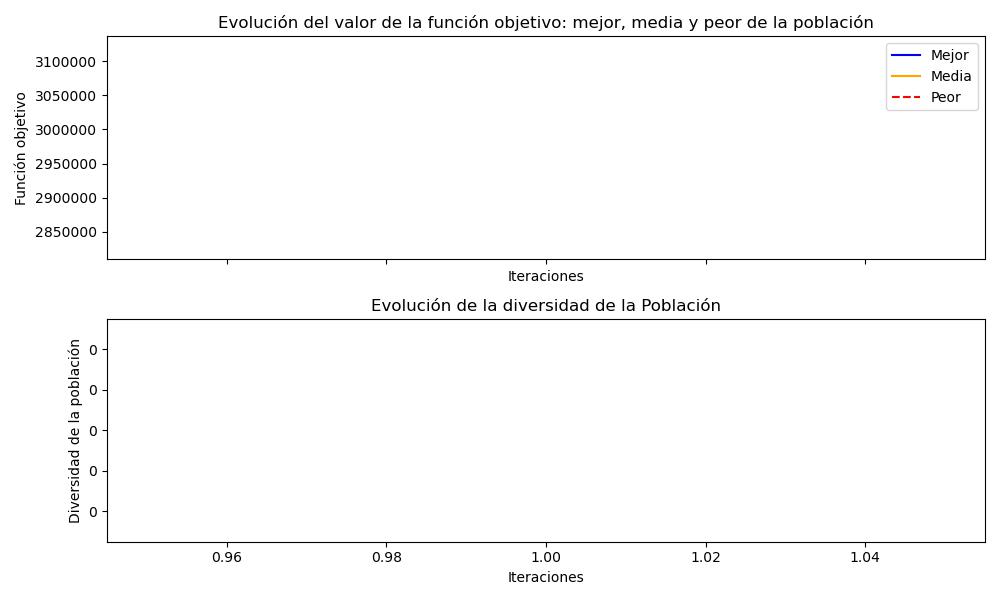 Evolución del valor de la función objetivo: mejor, media y peor de la población
3100000
3050000
3000000
2950000
2900000
2850000
Función objetivo
Mejor
Media
Peor
Iteraciones
Evolución de la diversidad de la Población
0
0
0
0
0
Diversidad de la población
0.96 0.98 1.00 1.02 1.04
Iteraciones